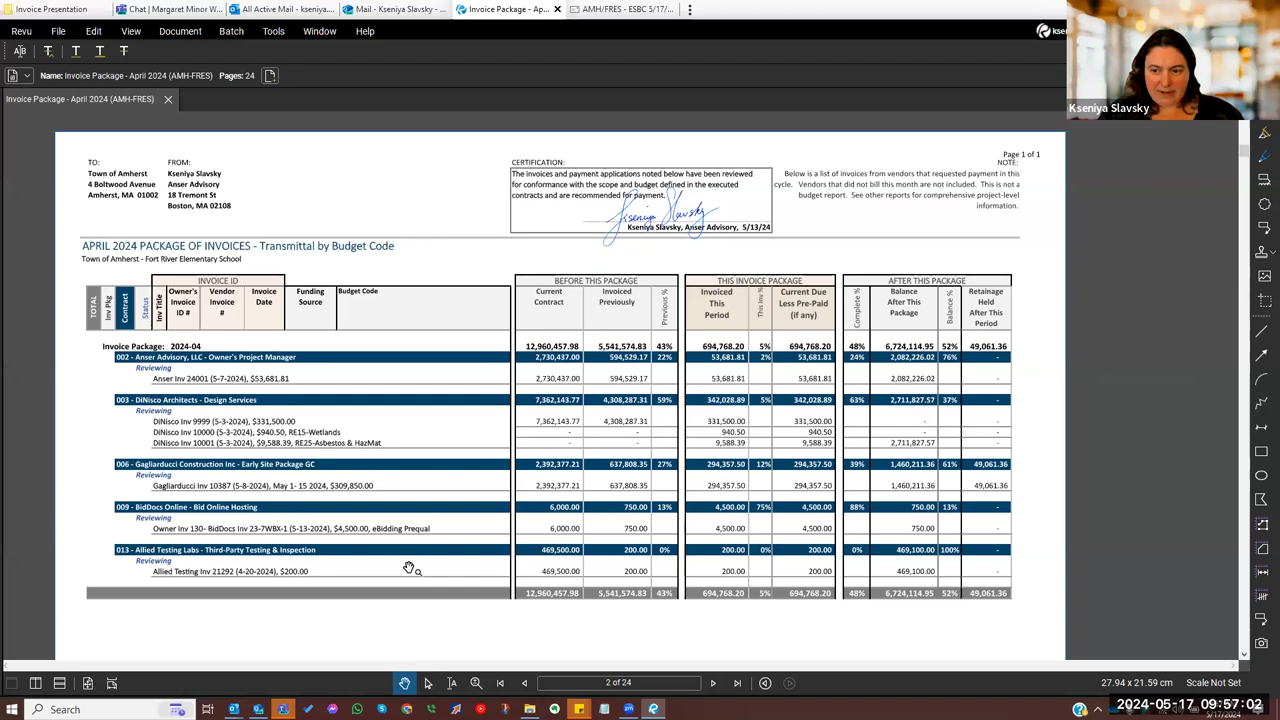 Invoice Presentation
Chat | Margaret Minor W...
All Active Mail - kseniya....
Mail - Kseniya Slavsky - ...
Invoice Package - Apr...
AMH/FRES - ESBC 5/17/...
Revu File Edit View Document Batch Tools Window Help
Name: Invoice Package - April 2024 (AMH-FRES) Pages: 24
Invoice Package - April 2024 (AMH-FRES)
Kseniya Slavsky
Page 1 of 1
TO: FROM: CERTIFICATION: NOTE:
Town of Amherst Kseniya Slavsky The invoices and payment applications noted below have been reviewed Below is a list of invoices from vendors that requested payment in this
4 Boltwood Avenue Anser Advisory for conformance with the scope and budget defined in the executed cycle. Vendors that did not bill this month are not included. This is not a
Amherst, MA 01002 18 Tremont St contracts and are recommended for payment. budget report. See other reports for comprehensive project-level
Boston, MA 02108 information.
Kseniya Slavsky
Kseniya Slavsky, Anser Advisory, 5/13/24
APRIL 2024 PACKAGE OF INVOICES - Transmittal by Budget Code
Town of Amherst - Fort River Elementary School
INVOICE ID BEFORE THIS PACKAGE THIS INVOICE PACKAGE AFTER THIS PACKAGE
TOTAL
Inv Pkg
Contract
Status
Inv Title
Owner's Invoice ID #
Vendor Invoice #
Invoice Date
Funding Source
Budget Code
Current Contract
Invoiced Previously
Previous %
Invoiced This Period
This Inv %
Current Due Less Pre-Paid (if any)
Complete %
Balance After This Package
Balance %
Retainage Held After This Period
Invoice Package: 2024-04 12,960,457.98 5,541,574.83 43% 694,768.20 5% 694,768.20 48% 6,724,114.95 52% 49,061.36
002 - Anser Advisory, LLC - Owner's Project Manager 2,730,437.00 594,529.17 22% 53,681.81 2% 53,681.81 24% 2,082,226.02 76% -
Reviewing
Anser Inv 24001 (5-7-2024), $53,681.81 2,730,437.00 594,529.17 53,681.81 53,681.81 2,082,226.02 -
003 - DiNisco Architects - Design Services 7,362,143.77 4,308,287.31 59% 342,028.89 5% 342,028.89 63% 2,711,827.57 37% -
Reviewing
DiNisco Inv 9999 (5-3-2024), $331,500.00 7,362,143.77 4,308,287.31 331,500.00 331,500.00 - -
DiNisco Inv 10000 (5-3-2024), $940.50, RE15-Wetlands - - 940.50 940.50 - -
DiNisco Inv 10001 (5-3-2024), $9,588.39, RE25-Asbestos & HazMat - - 9,588.39 9,588.39 2,711,827.57 -
006 - Gagliarducci Construction Inc - Early Site Package GC 2,392,377.21 637,808.35 27% 294,357.50 12% 294,357.50 39% 1,460,211.36 61% 49,061.36
Reviewing
Gagliarducci Inv 10387 (5-8-2024), May 1- 15 2024, $309,850.00 2,392,377.21 637,808.35 294,357.50 294,357.50 1,460,211.36 49,061.36
009 - BidDocs Online - Bid Online Hosting 6,000.00 750.00 13% 4,500.00 75% 4,500.00 88% 750.00 13% -
Reviewing
Owner Inv 130- BidDocs Inv 23-7WBX-1 (5-13-2024), $4,500.00, eBidding Prequal 6,000.00 750.00 4,500.00 4,500.00 750.00 -
013 - Allied Testing Labs - Third-Party Testing & Inspection 469,500.00 200.00 0% 200.00 0% 200.00 0% 469,100.00 100% -
Reviewing
Allied Testing Inv 21292 (4-20-2024), $200.00 469,500.00 200.00 200.00 200.00 469,100.00 -
12,960,457.98 5,541,574.83 43% 694,768.20 5% 694,768.20 48% 6,724,114.95 52% 49,061.36
2 of 24
27.94 x 21.59 cm Scale Not Set
Search
2024-05-17 09:57:02
5/17/2024